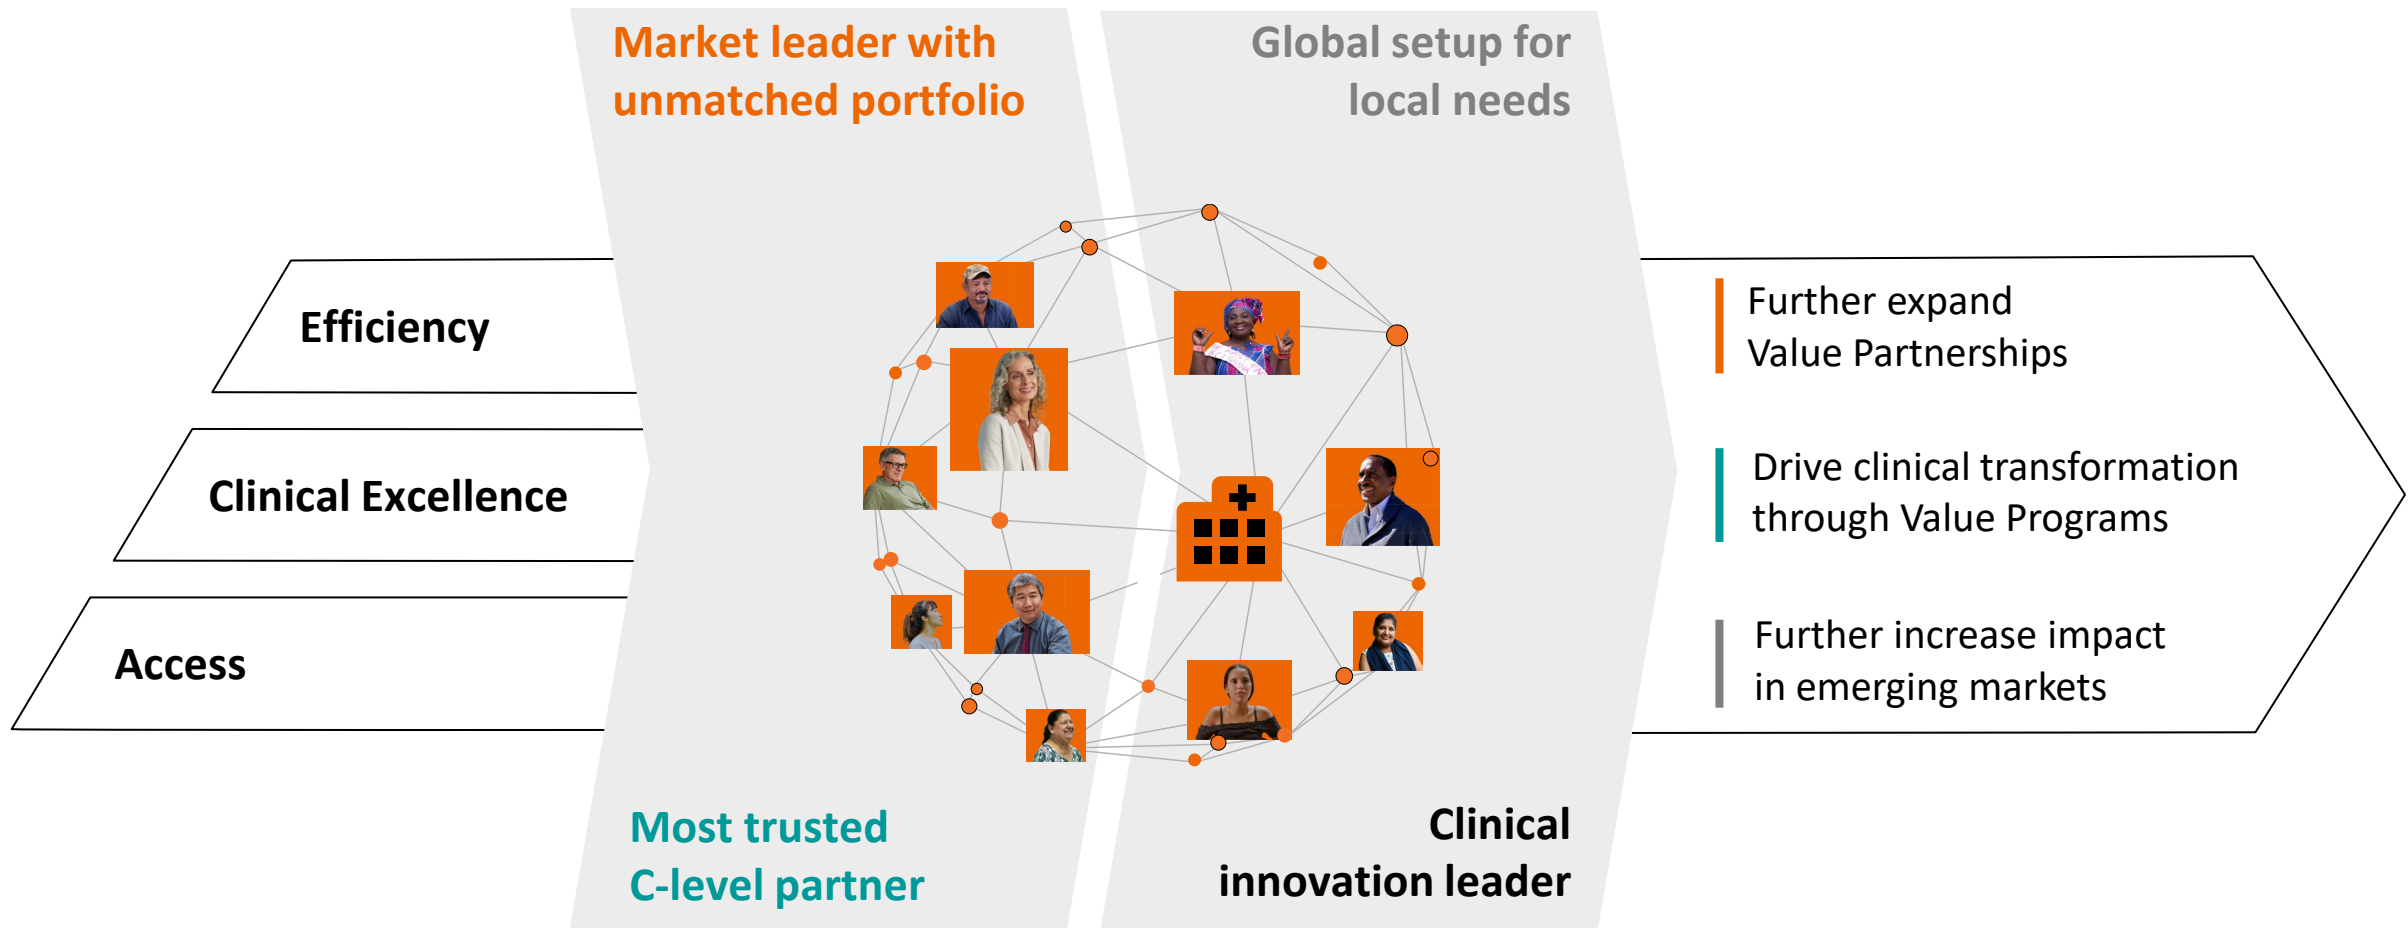 Market leader with
unmatched portfolio
Global setup for
local needs
Efficiency
Clinical Excellence
Access
Further expand
Value Partnerships
Drive clinical transformation
through Value Programs
Further increase impact
in emerging markets
Most trusted
C-level partner
Clinical
innovation leader